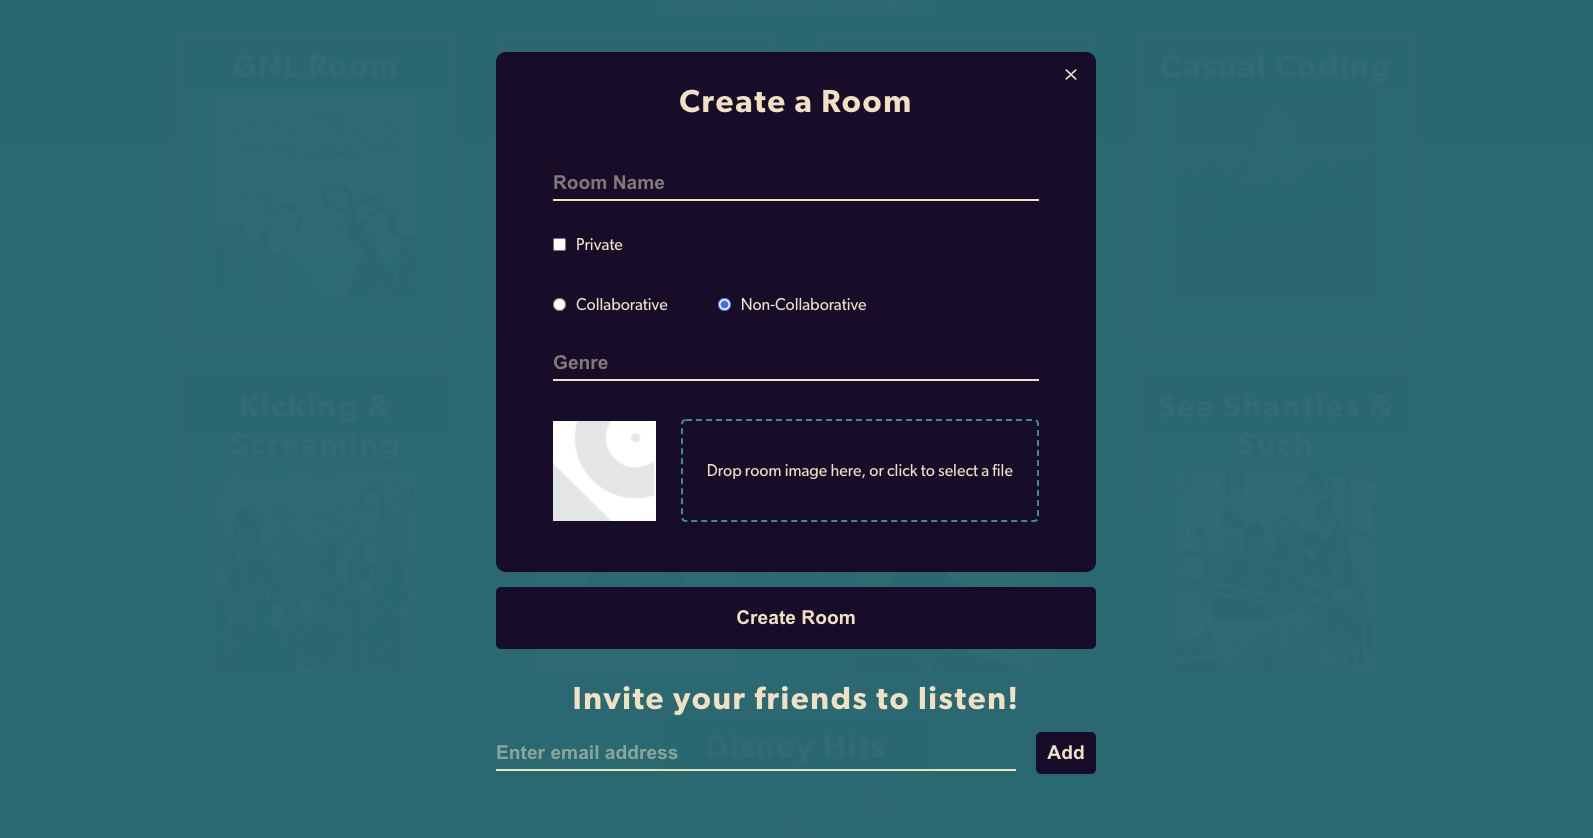 GNL Room
Casual Coding
Create a Room
Room Name
Private
Collaborative
Non-Collaborative
Genre
Kicking &
Screaming
Sea Shanties &
Such
Drop room image here, or click to select a file
Create Room
Invite your friends to listen!
Disney Hits
Enter email address
Add